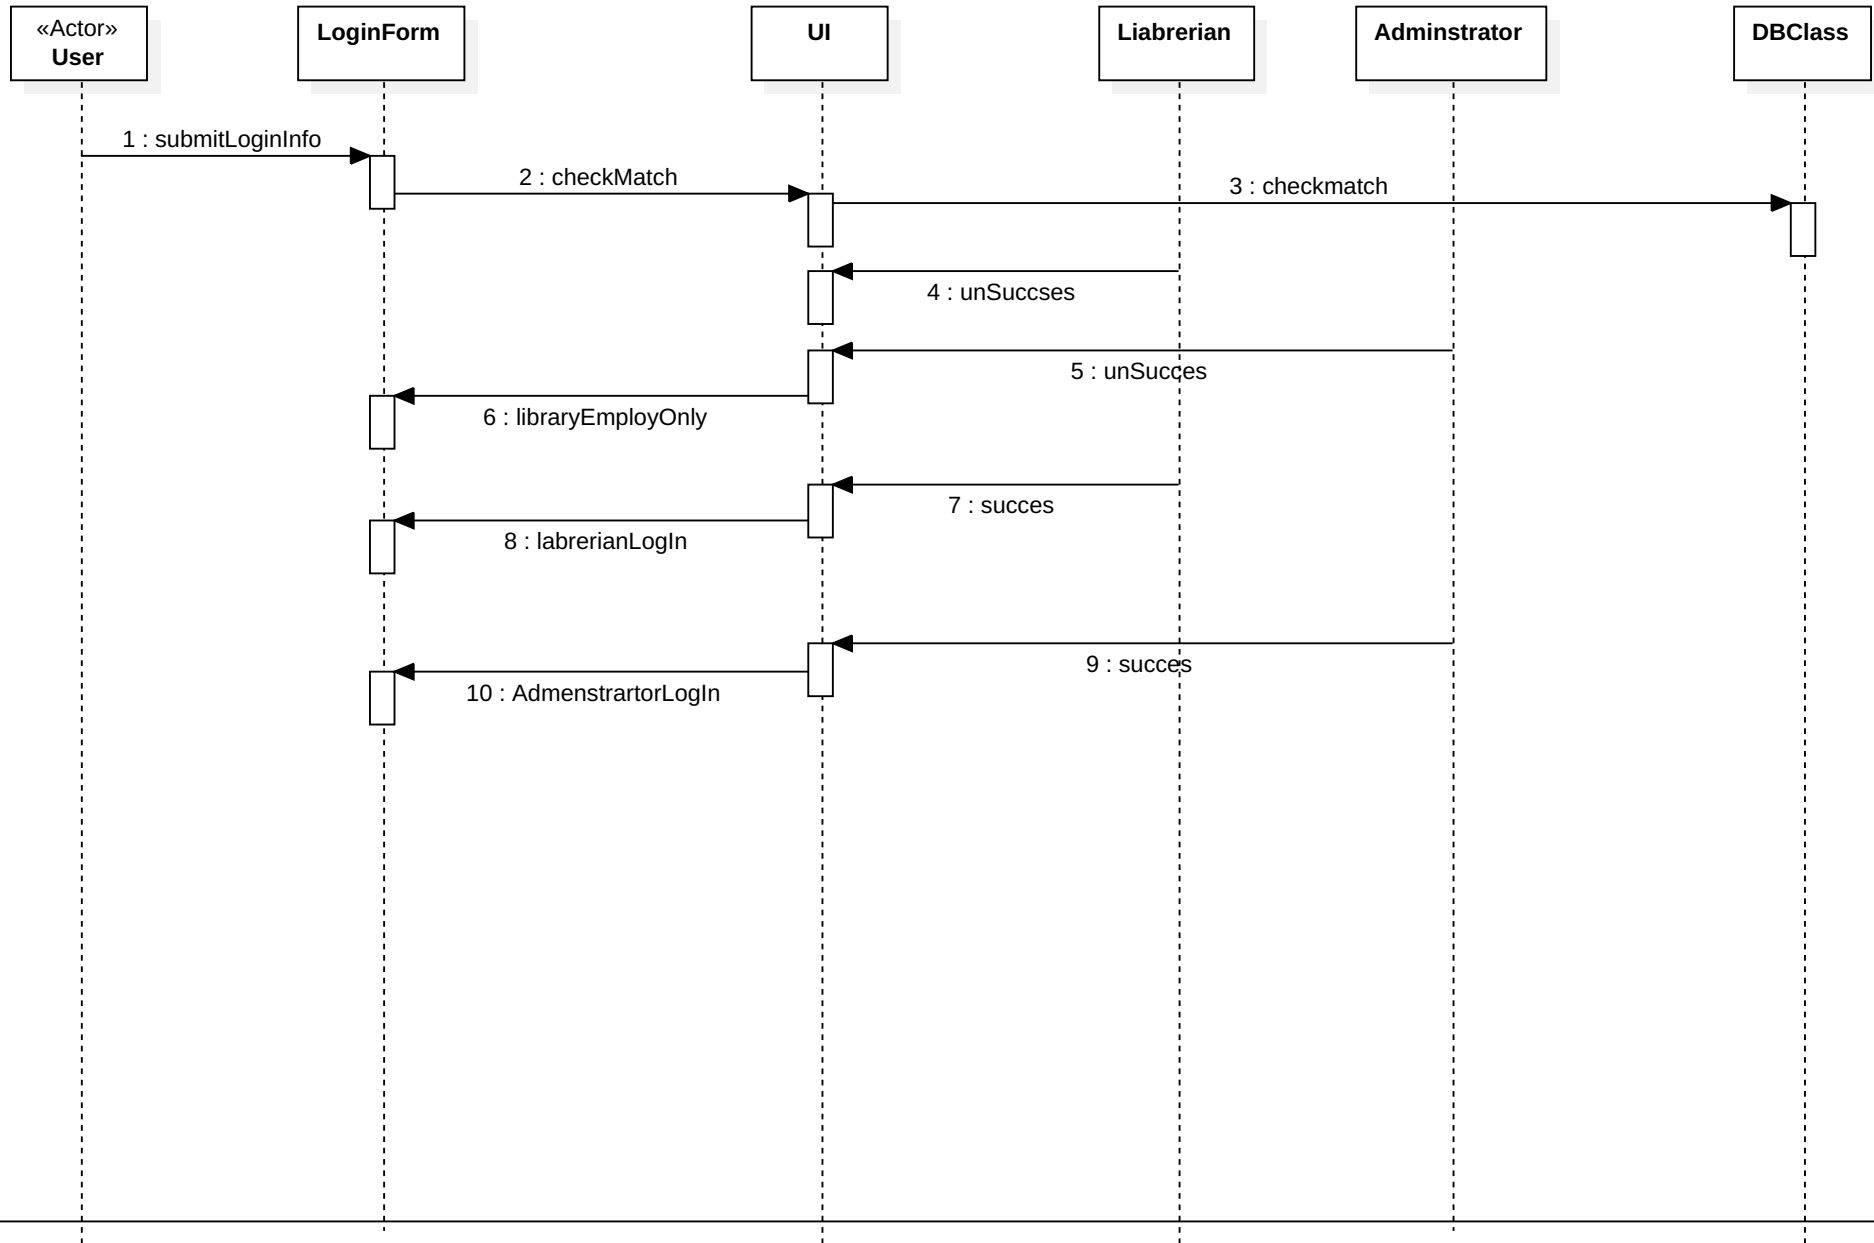 «Actor»
User
LoginForm
UI
Liabrerian
Adminstrator
DBClass
1 : submitLoginInfo
2 : checkMatch
3 : checkmatch
4 : unSuccses
5 : unSucces
6 : libraryEmployOnly
7 : succes
8 : labrerianLogIn
9 : succes
10 : AdmenstrartorLogIn